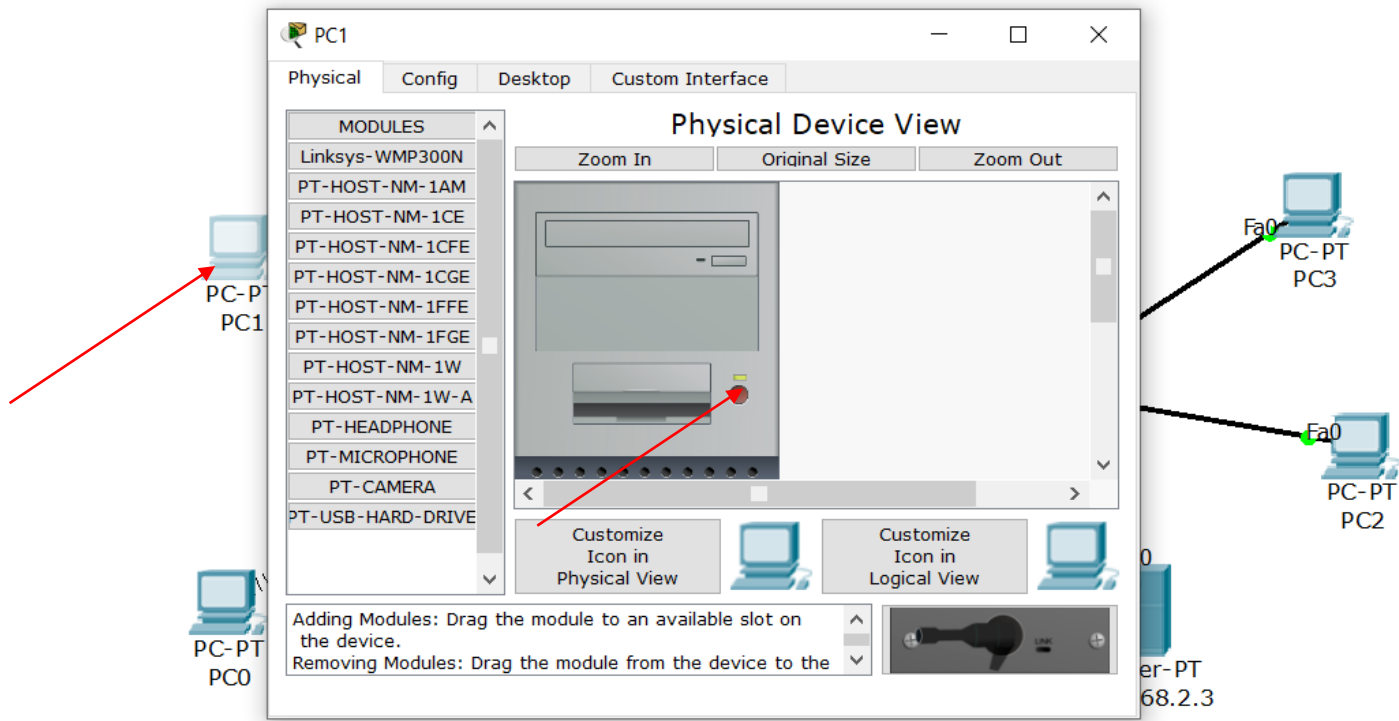 PC1
Physical Config Desktop Custom Interface
MODULES
Linksys-WMP300N
PT-HOST-NM-1AM
PT-HOST-NM-1CE
PT-HOST-NM-1CFE
PT-HOST-NM-1CGE
PT-HOST-NM-1FFE
PT-HOST-NM-1FGE
PT-HOST-NM-1W
PT-HOST-NM-1W-A
PT-HEADPHONE
PT-MICROPHONE
PT-CAMERA
PT-USB-HARD-DRIVE
Physical Device View
Zoom In Original Size Zoom Out
Customize
Icon in
Physical View
Customize
Icon in
Logical View
Adding Modules: Drag the module to an available slot on
the device.
Removing Modules: Drag the module from the device to the
LINK
PC-PT
PC1
PC-PT
PC0
Fa0
PC-PT
PC3
Fa0
PC-PT
PC2
0
er-PT
68.2.3